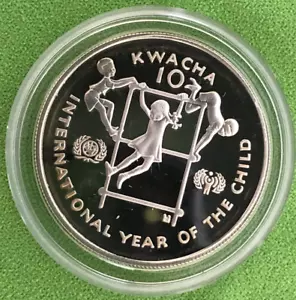 KWACHA
10
INTERNATIONAL YEAR OF THE CHILD